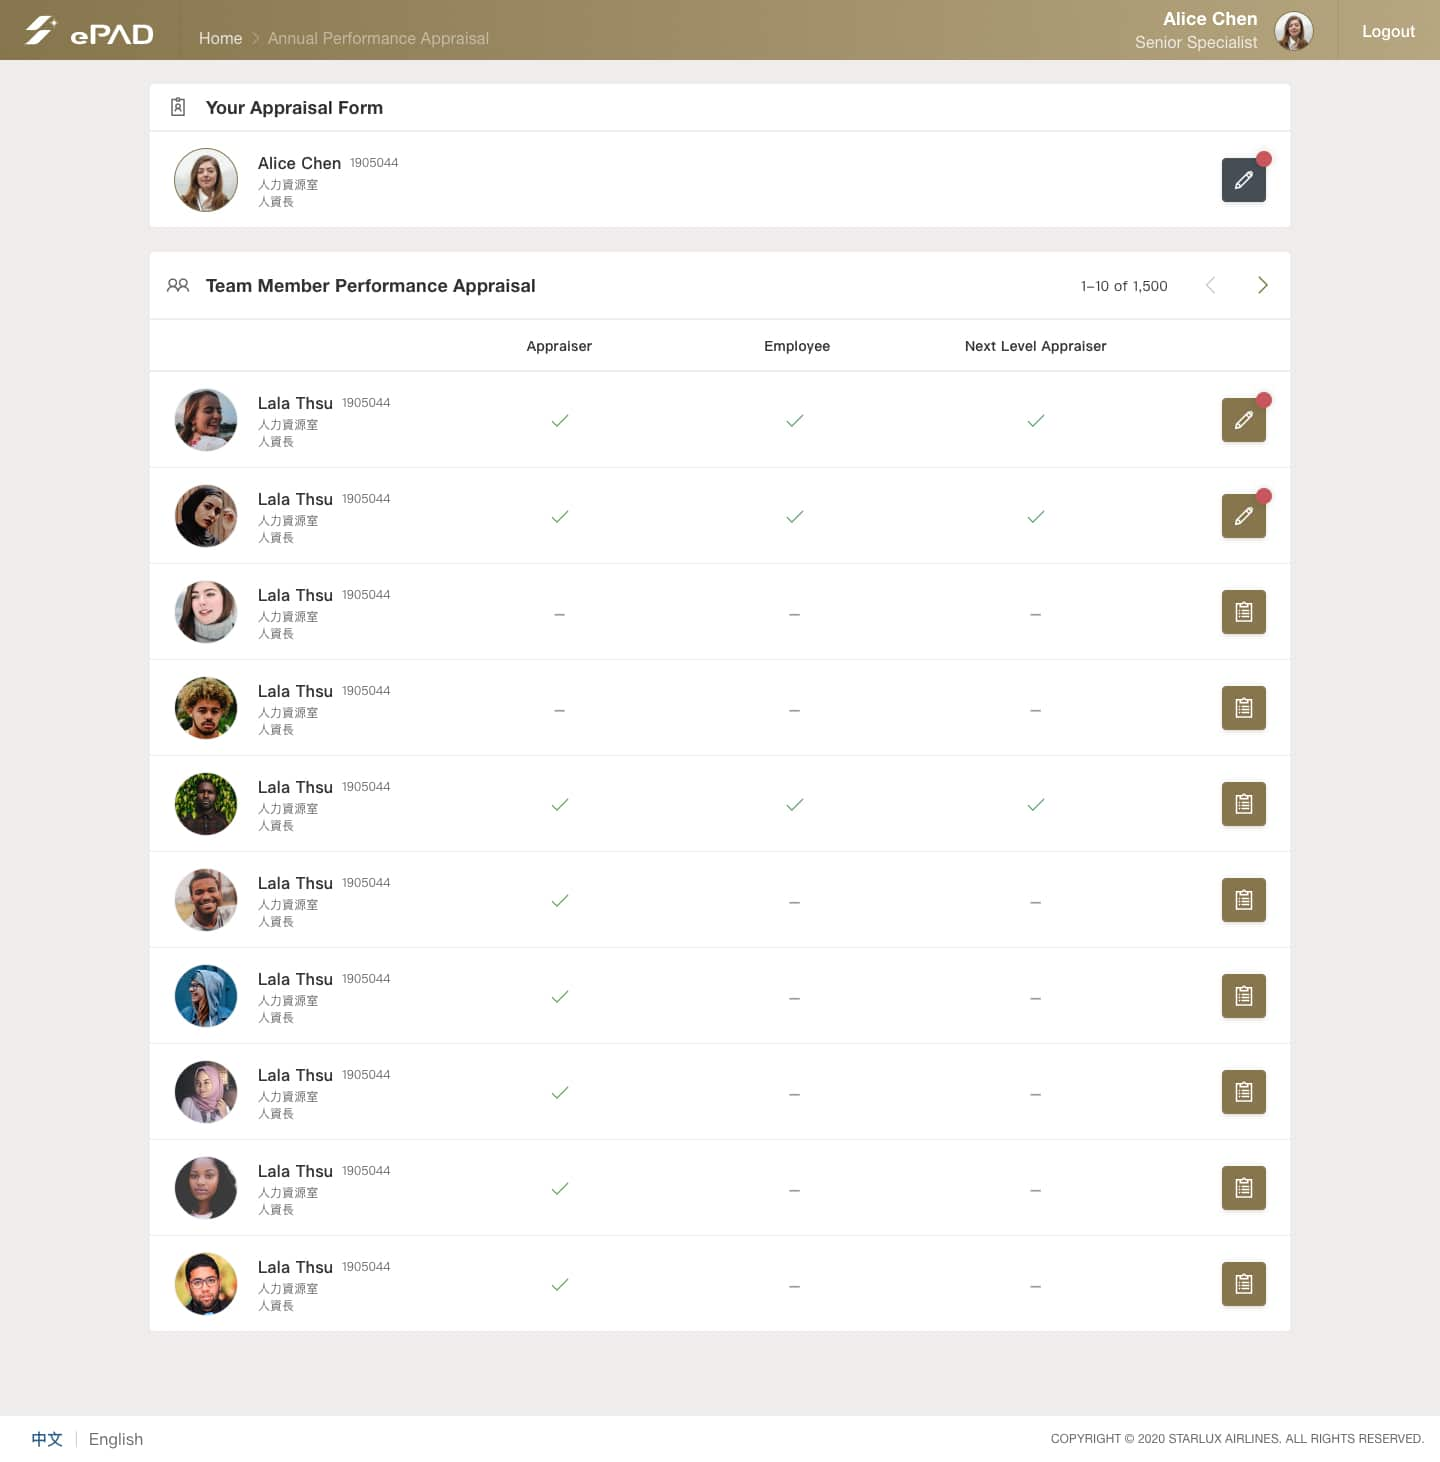 ePAD
Home > Annual Performance Appraisal
Alice Chen
Senior Specialist
Logout
Your Appraisal Form
Alice Chen 1905044
人力資源室
人資長
Team Member Performance Appraisal
1–10 of 1,500
Appraiser Employee Next Level Appraiser
Lala Thsu 1905044
人力資源室
人資長
Lala Thsu 1905044
人力資源室
人資長
Lala Thsu 1905044
人力資源室
人資長
Lala Thsu 1905044
人力資源室
人資長
Lala Thsu 1905044
人力資源室
人資長
Lala Thsu 1905044
人力資源室
人資長
Lala Thsu 1905044
人力資源室
人資長
Lala Thsu 1905044
人力資源室
人資長
Lala Thsu 1905044
人力資源室
人資長
Lala Thsu 1905044
人力資源室
人資長
中文 | English
COPYRIGHT © 2020 STARLUX AIRLINES. ALL RIGHTS RESERVED.